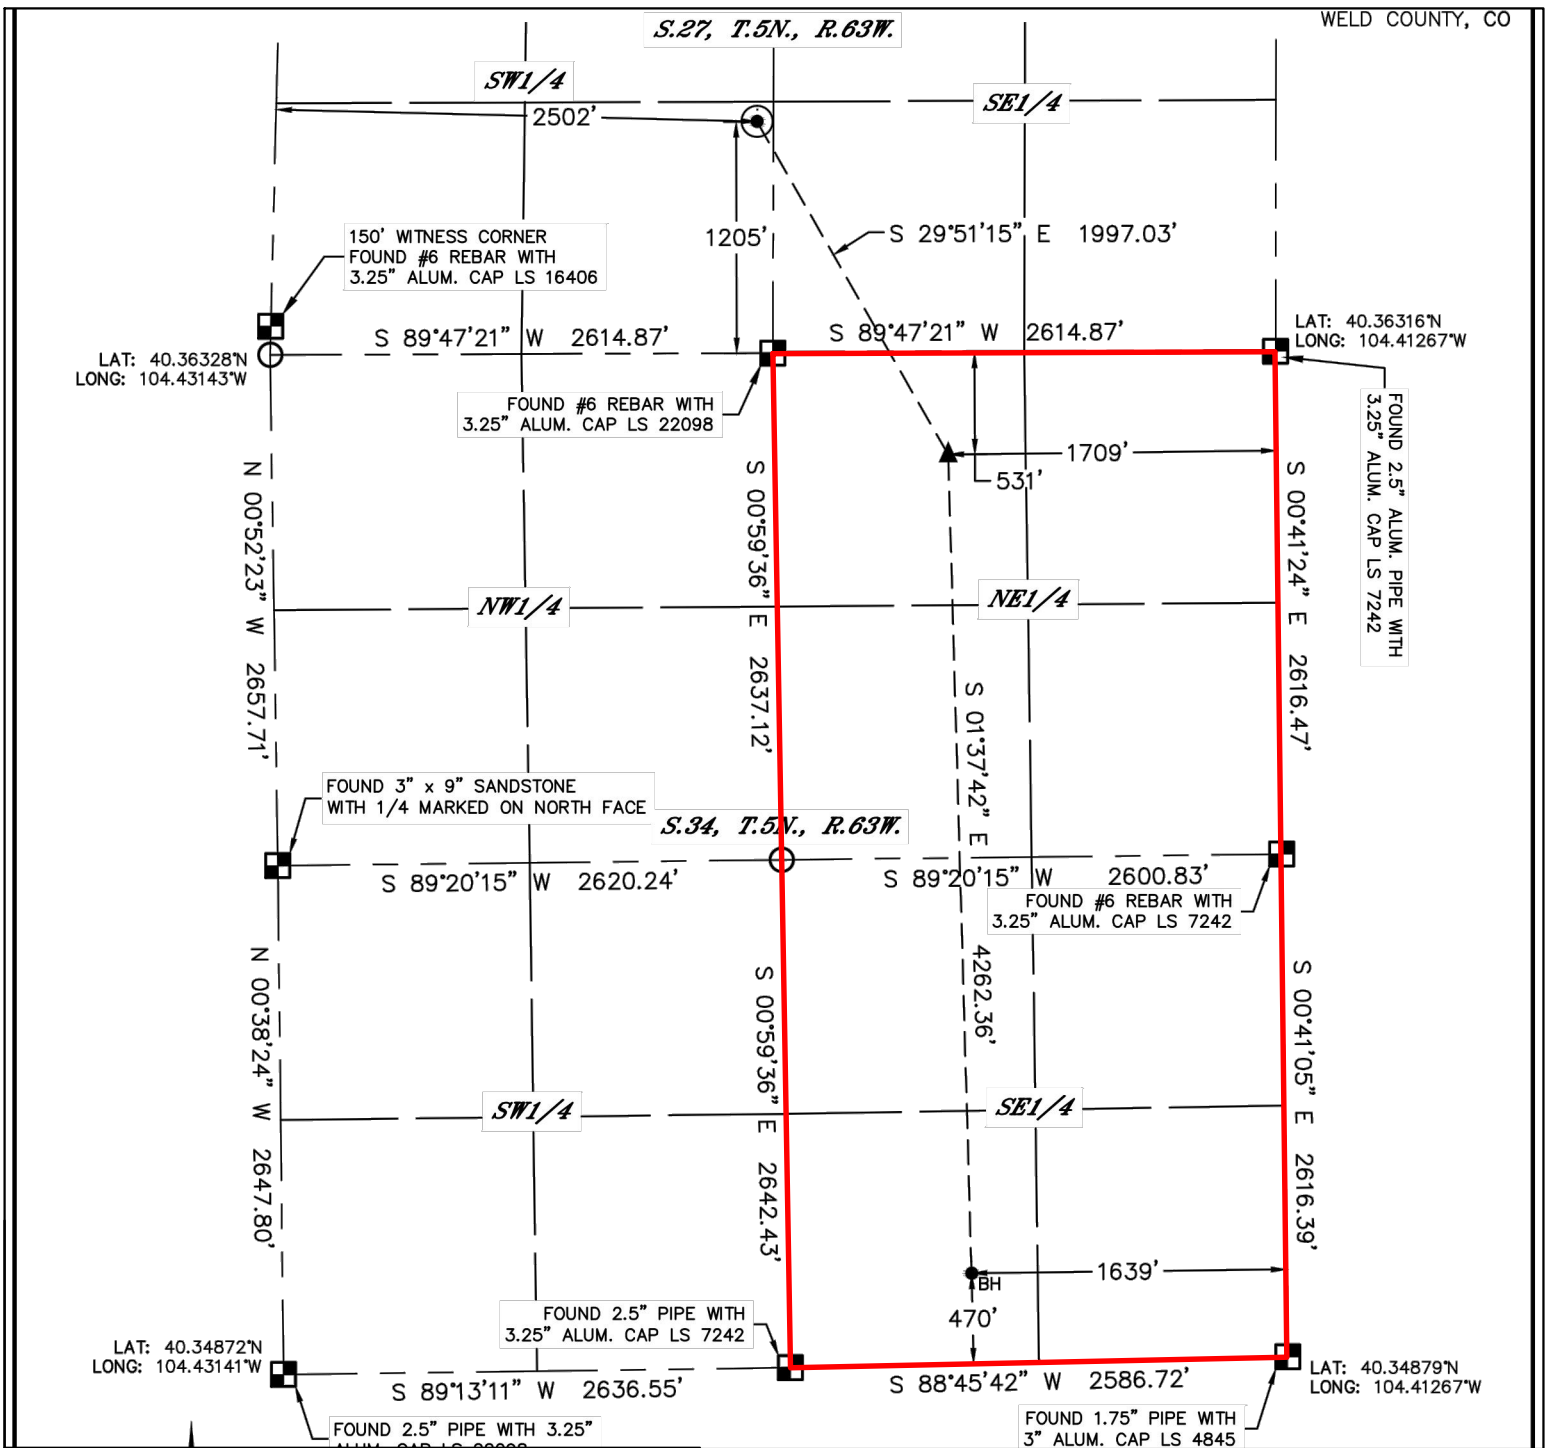 WELD COUNTY, CO
S.27, T.5N., R.63W.
SW1/4
SE1/4
2502'
1205'
S 29°51'15" E 1997.03'
150' WITNESS CORNER
FOUND #6 REBAR WITH
3.25" ALUM. CAP LS 16406
S 89°47'21" W 2614.87'
S 89°47'21" W 2614.87'
LAT: 40.36316°N
LONG: 104.41267°W
LAT: 40.36328°N
LONG: 104.43143°W
FOUND #6 REBAR WITH
3.25" ALUM. CAP LS 22098
FOUND 2.5" ALUM. PIPE WITH
3.25" ALUM. CAP LS 7242
1709'
531'
N 00°52'23" W 2657.71'
S 00°59'36" E 2637.12'
S 00°41'24" E 2616.47'
NW1/4
NE1/4
S 01°37'42" E 4262.36'
FOUND 3" x 9" SANDSTONE
WITH 1/4 MARKED ON NORTH FACE
S.34, T.5N., R.63W.
S 89°20'15" W 2620.24'
S 89°20'15" W 2600.83'
FOUND #6 REBAR WITH
3.25" ALUM. CAP LS 7242
N 00°38'24" W 2647.80'
S 00°59'36" E 2642.43'
S 00°41'05" E 2616.39'
SW1/4
SE1/4
BH
1639'
470'
FOUND 2.5" PIPE WITH
3.25" ALUM. CAP LS 7242
LAT: 40.34872°N
LONG: 104.43141°W
S 89°13'11" W 2636.55'
S 88°45'42" W 2586.72'
LAT: 40.34879°N
LONG: 104.41267°W
FOUND 2.5" PIPE WITH 3.25"
ALUM. CAP LS
FOUND 1.75" PIPE WITH
3" ALUM. CAP LS 4845